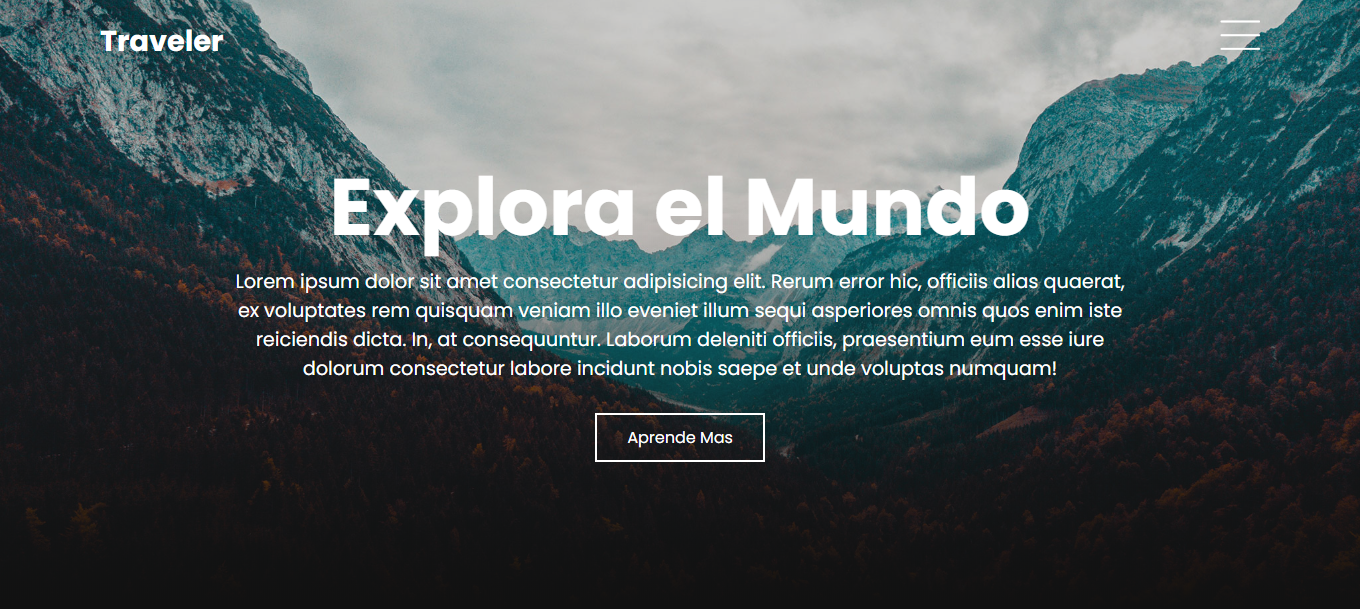 Traveler
Explora el Mundo
Lorem ipsum dolor sit amet consectetur adipisicing elit. Rerum error hic, officiis alias quaerat,
ex voluptates rem quisquam veniam illo eveniet illum sequi asperiores omnis quos enim iste
reiciendis dicta. In, at consequuntur. Laborum deleniti officiis, praesentium eum esse iure
dolorum consectetur labore incidunt nobis saepe et unde voluptas numquam!
Aprende Mas